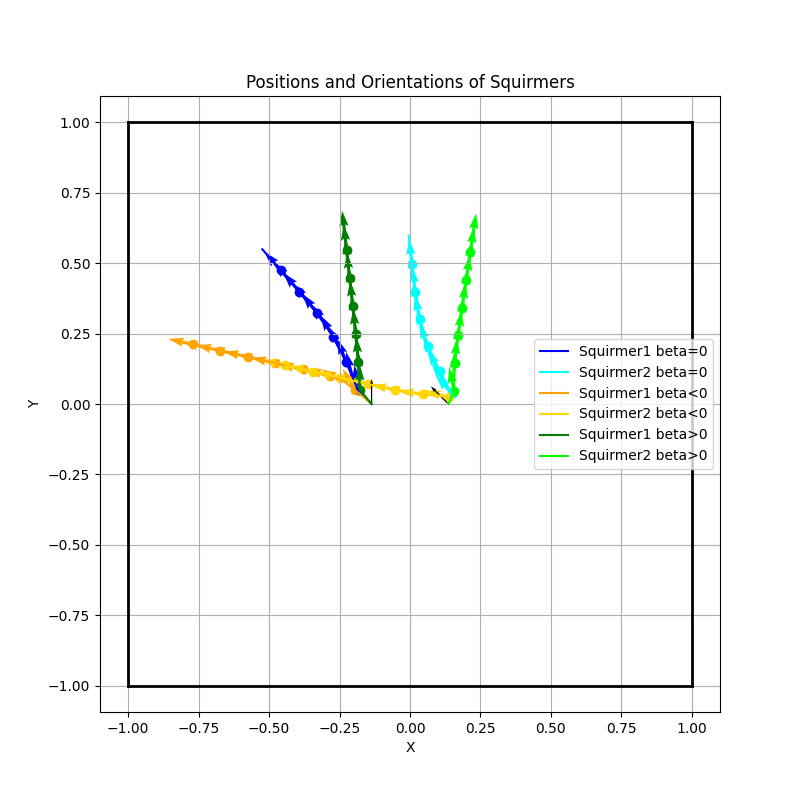 Positions and Orientations of Squirmers
1.00
0.75
0.50
0.25
0.00
−0.25
−0.50
−0.75
−1.00
Y
Squirmer1 beta=0
Squirmer2 beta=0
Squirmer1 beta<0
Squirmer2 beta<0
Squirmer1 beta>0
Squirmer2 beta>0
−1.00 −0.75 −0.50 −0.25 0.00 0.25 0.50 0.75 1.00
X